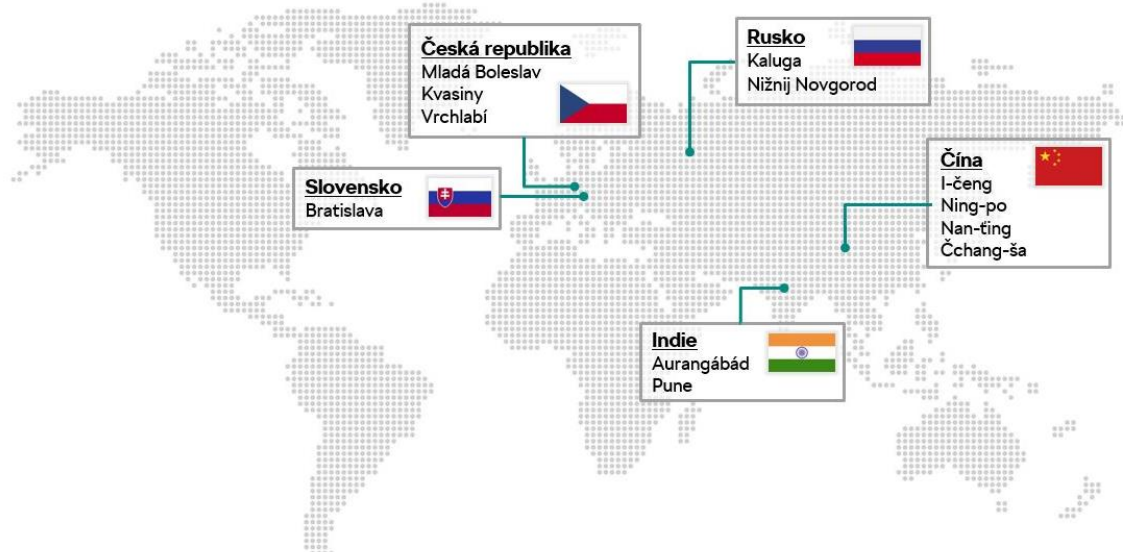 Česká republika
Mladá Boleslav
Kvasiny
Vrchlabí
Rusko
Kaluga
Nižnij Novgorod
Slovensko
Bratislava
Čína
I-čeng
Ning-po
Nan-ťing
Čchang-ša
Indie
Aurangábád
Pune